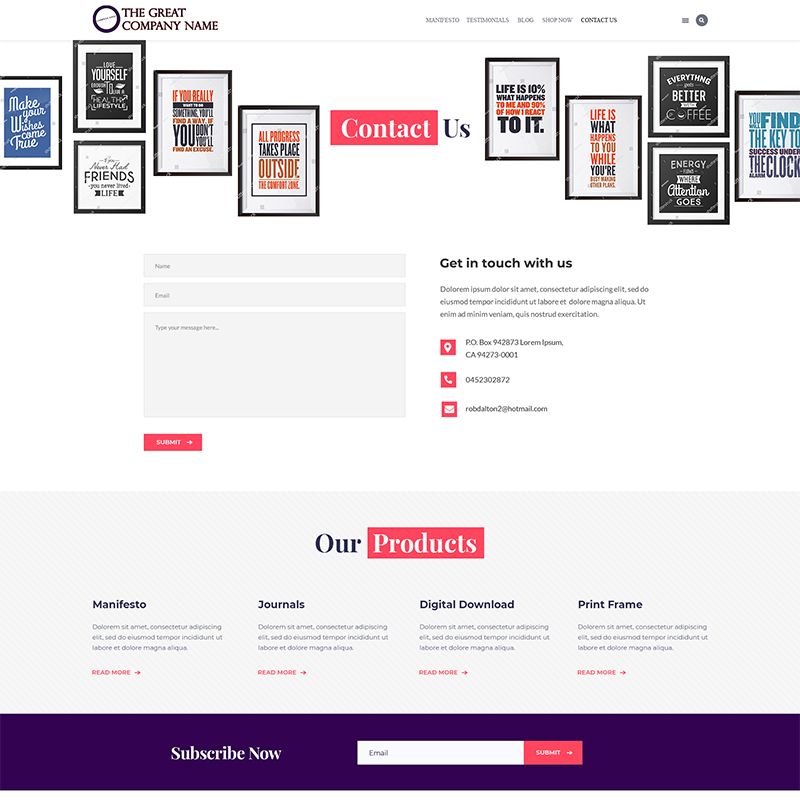 THE GREAT
COMPANY NAME
MANIFESTO TESTIMONIALS BLOG SHOP NOW CONTACT US
Make
your
Wishes
come
True
LOVE
YOURSELF
ENOUGH TO
LIVE A
HEALTHY
LIFESTYLE
If you
Never Had
FRIENDS
you never lived
LIFE
IF YOU REALLY
WANT TO DO
SOMETHING, YOU'LL
FIND A WAY. IF
YOU DON'T
YOU'LL
FIND AN EXCUSE.
ALL PROGRESS
TAKES PLACE
OUTSIDE
THE COMFORT ZONE.
Contact Us
LIFE IS 10%
WHAT HAPPENS
TO ME AND 90%
OF HOW I REACT
TO IT.
LIFE IS
WHAT
HAPPENS
TO YOU
WHILE
YOU'RE
BUSY MAKING
OTHER PLANS.
EVERYTHING
gets
BETTER
with
COFFEE
ENERGY
flows
WHERE
Attention
GOES
YOU FIND
THE KEY TO
SUCCESS UNDER
ALARM THE CLOCK
Name
Email
Type your message here...
SUBMIT
Get in touch with us
Dolorem ipsum dolor sit amet, consectetur adipiscing elit, sed do
eiusmod tempor incididunt ut labore et dolore magna aliqua. Ut
enim ad minim veniam, quis nostrud exercitation.
P.O. Box 942873 Lorem Ipsum,
CA 94273-0001
0452302872
robdalton2@hotmail.com
Our Products
Manifesto
Dolorem sit amet, consectetur adipiscing
elit, sed do eiusmod tempor incididunt ut
labore et dolore magna aliqua.
READ MORE
Journals
Dolorem sit amet, consectetur adipiscing
elit, sed do eiusmod tempor incididunt ut
labore et dolore magna aliqua.
READ MORE
Digital Download
Dolorem sit amet, consectetur adipiscing
elit, sed do eiusmod tempor incididunt ut
labore et dolore magna aliqua.
READ MORE
Print Frame
Dolorem sit amet, consectetur adipiscing
elit, sed do eiusmod tempor incididunt ut
labore et dolore magna aliqua.
READ MORE
Subscribe Now
Email
SUBMIT